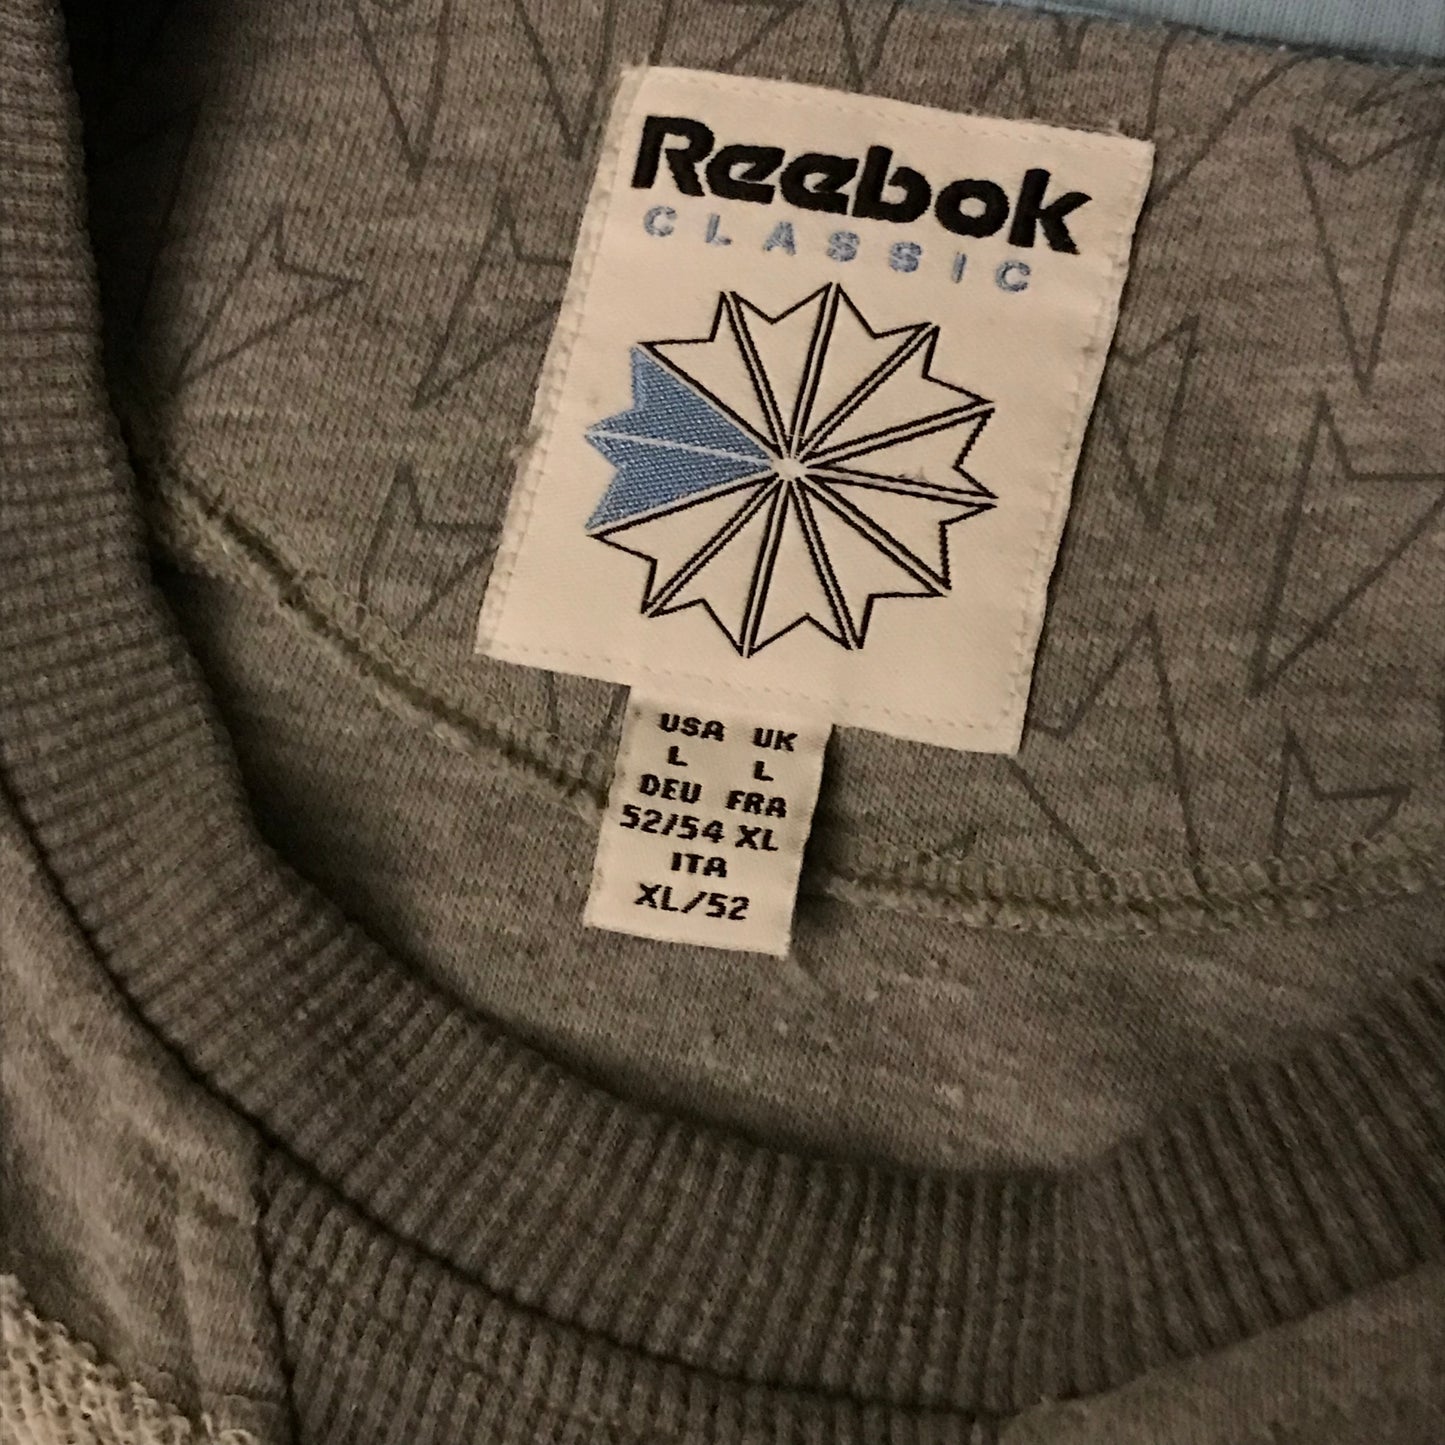 Reebok
CLASSIC
USA UK
L L
DEU FRA
52/54 XL
ITA
XL/52